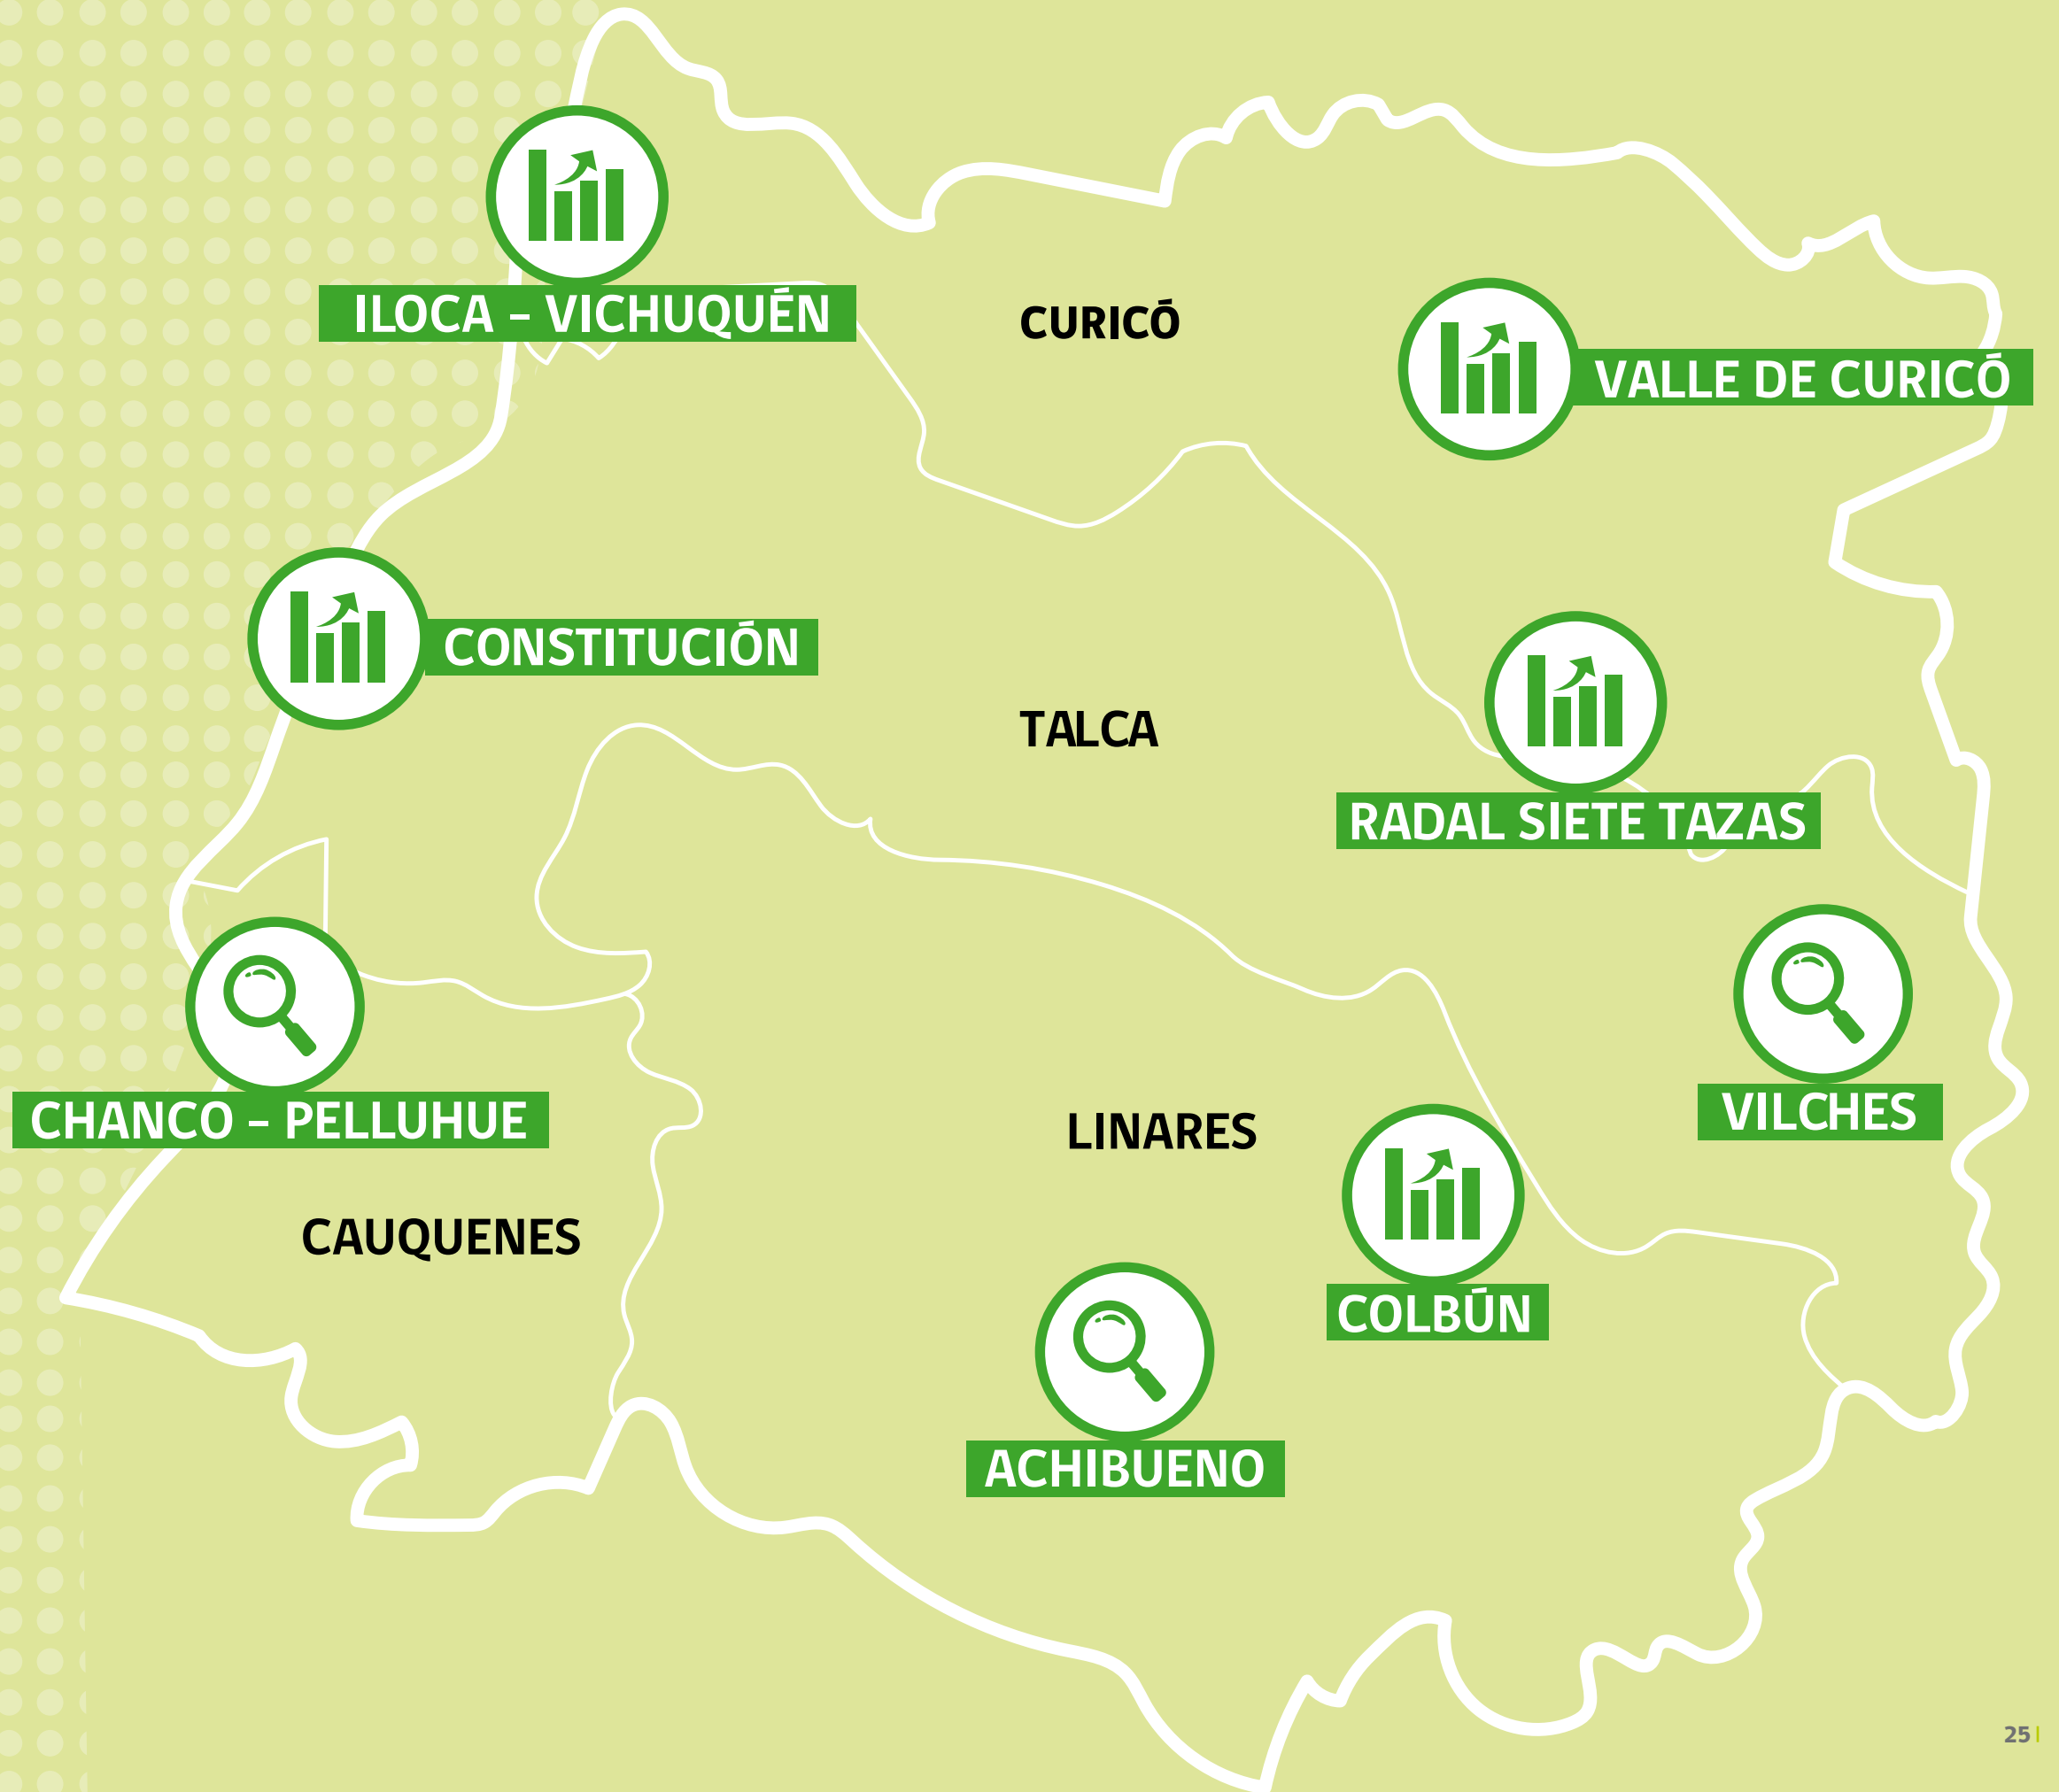 ILOCA – VICHUQUÉN
CURICÓ
VALLE DE CURICÓ
CONSTITUCIÓN
TALCA
RADAL SIETE TAZAS
CHANCO – PELLUHUE
VILCHES
LINARES
CAUQUENES
COLBÚN
ACHIBUENO
25